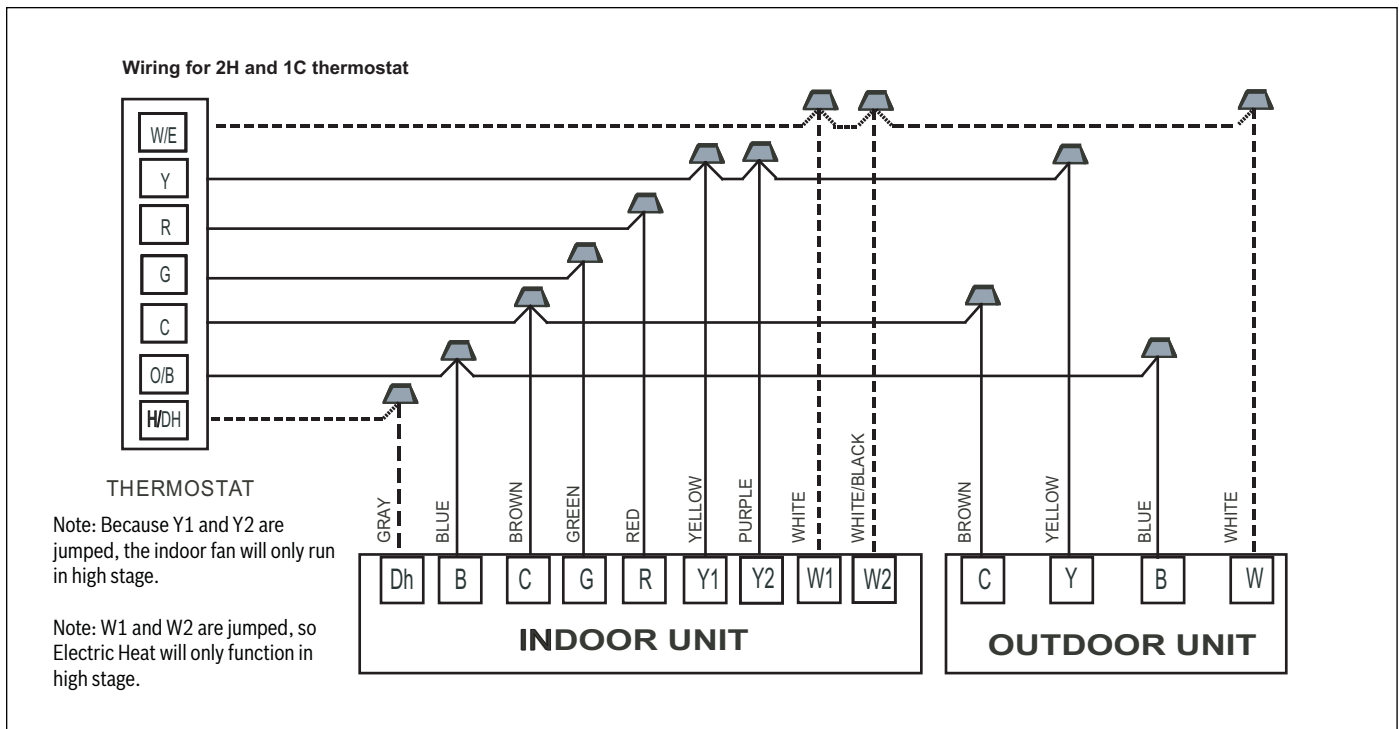 Wiring for 2H and 1C thermostat
W/E
Y
R
G
C
O/B
H/DH
THERMOSTAT
Note: Because Y1 and Y2 are
jumped, the indoor fan will only run
in high stage.
Note: W1 and W2 are jumped, so
Electric Heat will only function in
high stage.
GRAY
BLUE
BROWN
GREEN
RED
YELLOW
PURPLE
WHITE
WHITE/BLACK
BROWN
YELLOW
BLUE
WHITE
Dh B C G R Y1 Y2 W1 W2
INDOOR UNIT
C Y B W
OUTDOOR UNIT